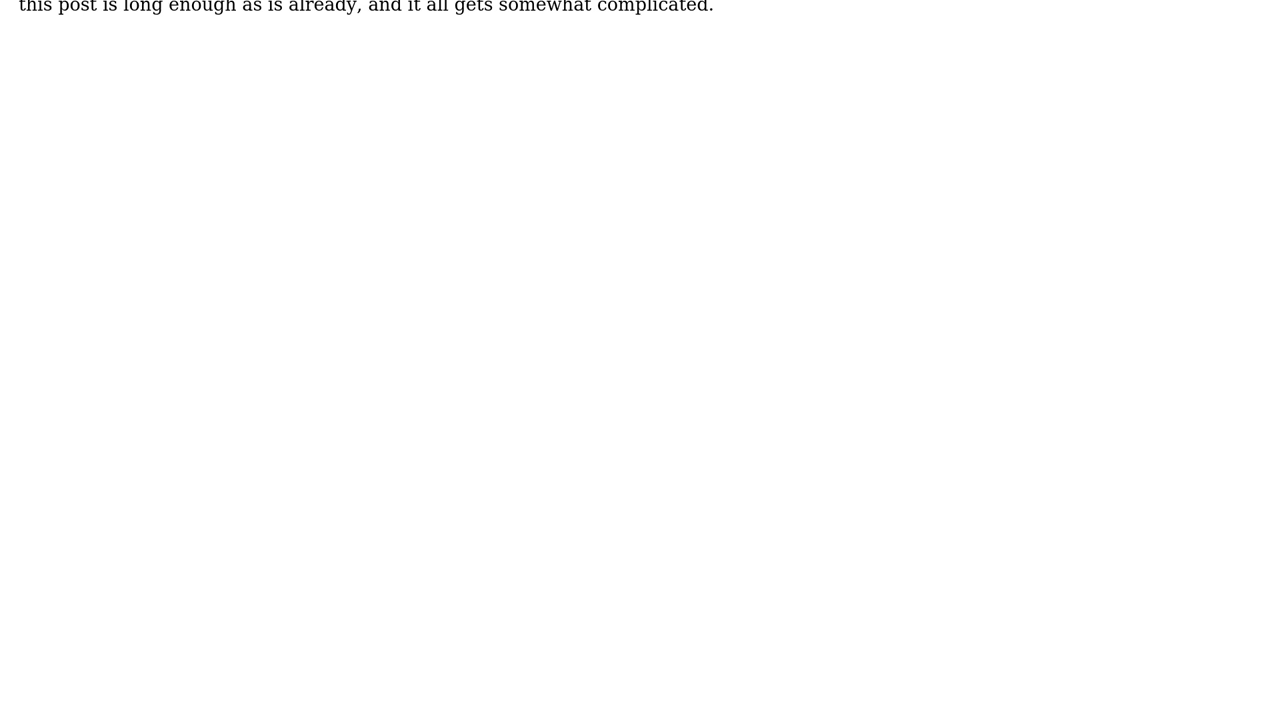 this post is long enough as is already, and it all gets somewhat complicated.